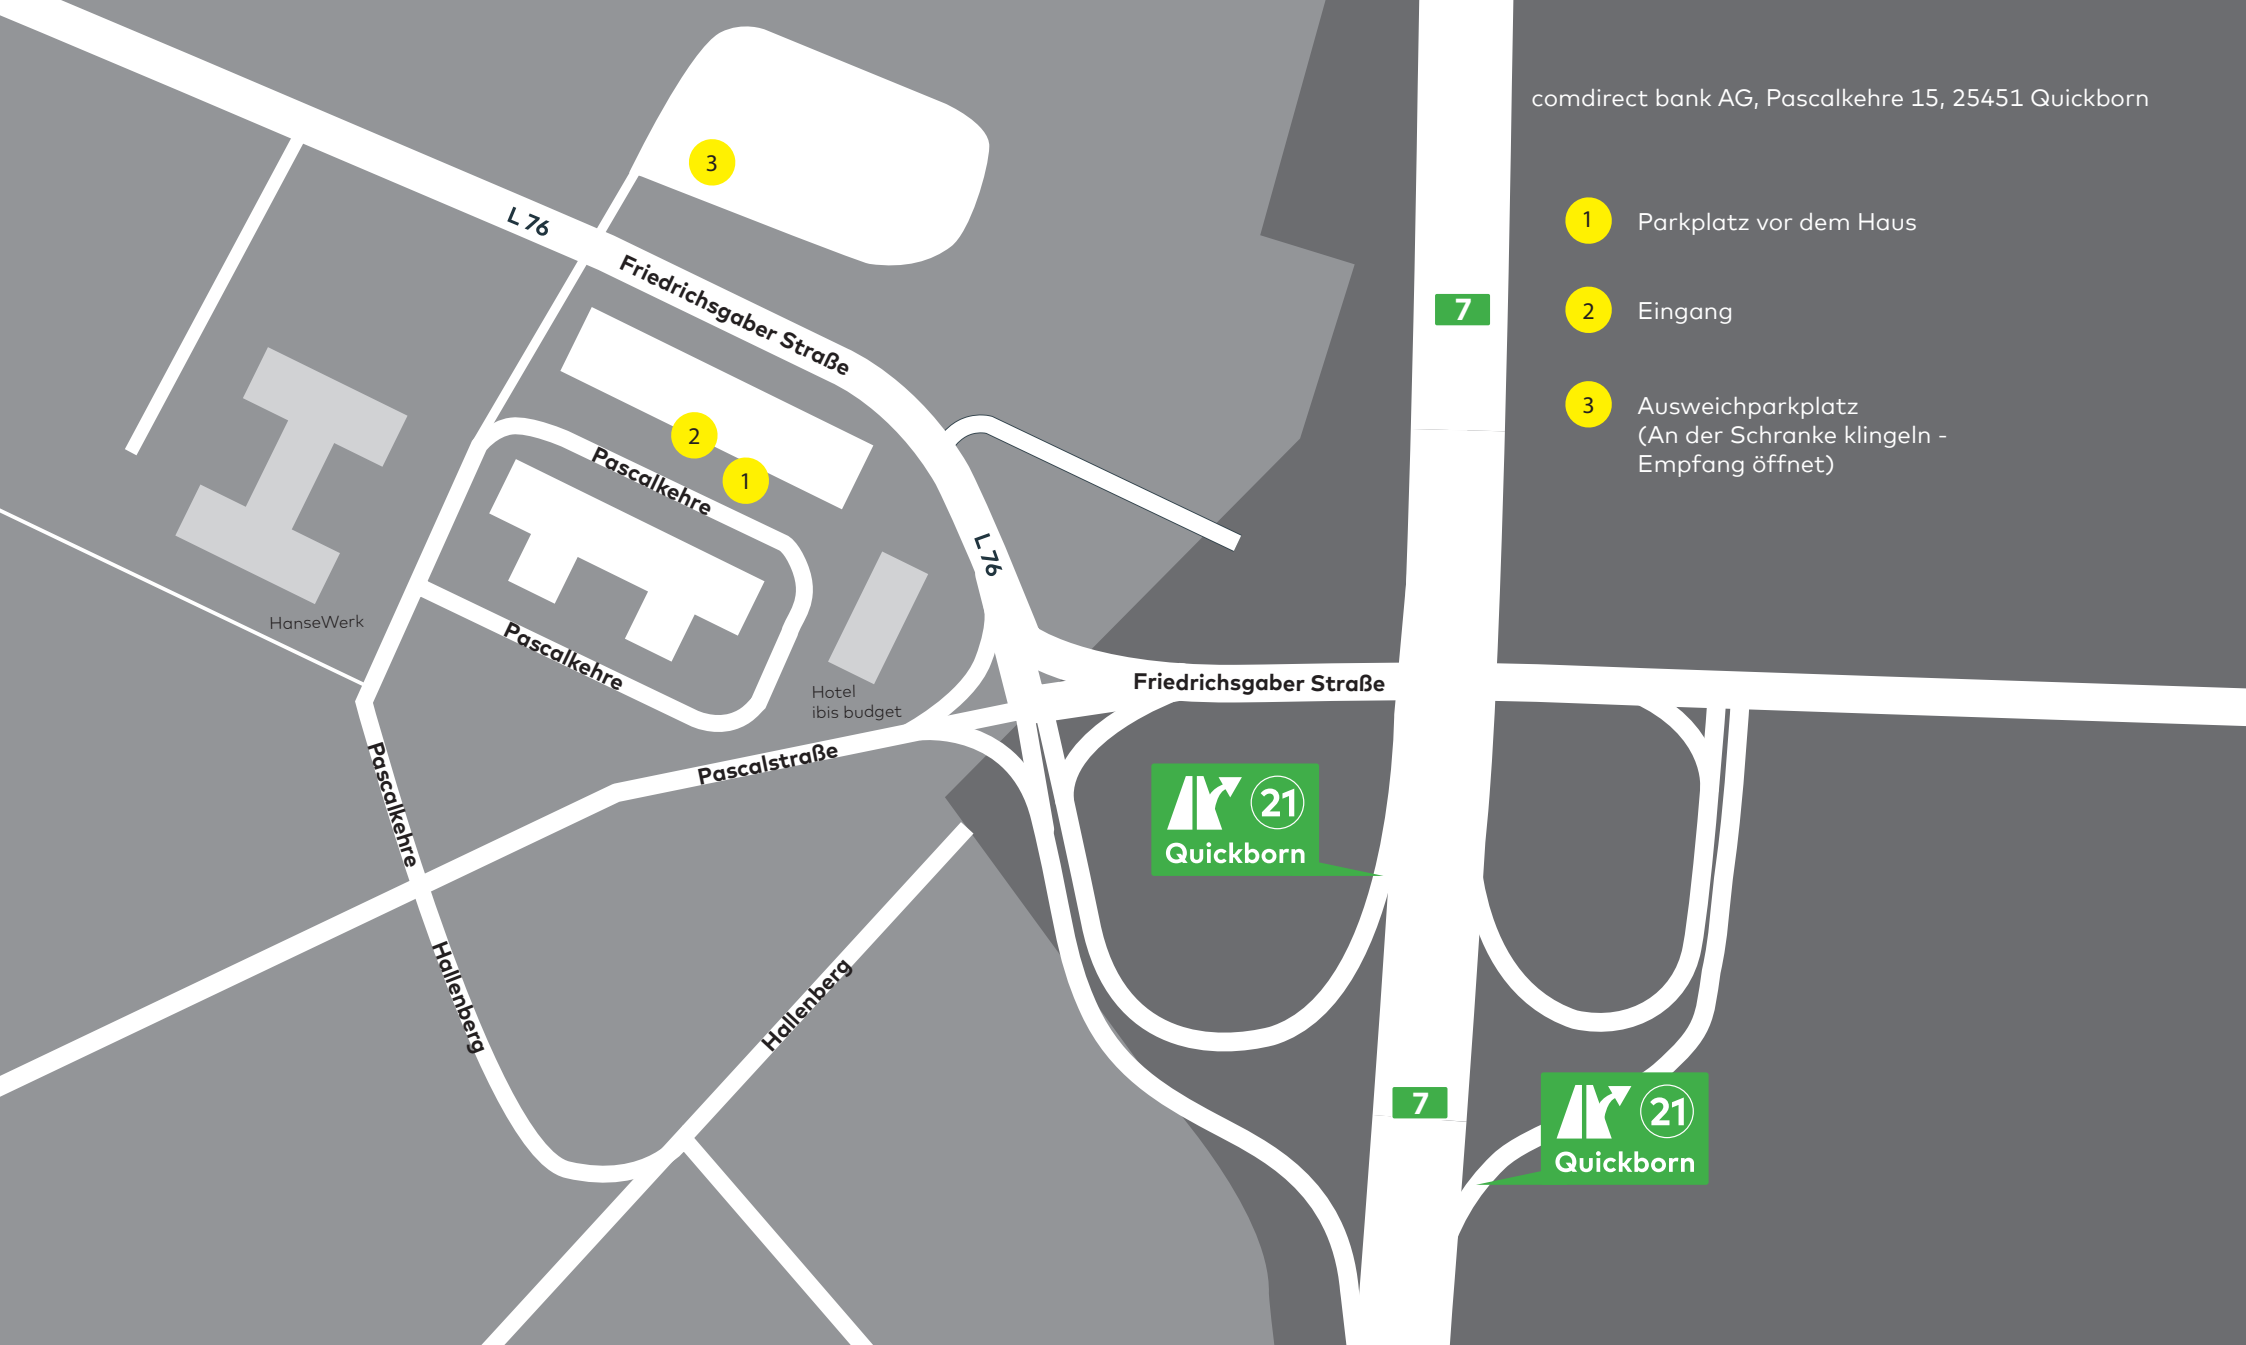 comdirect bank AG, Pascalkehre 15, 25451 Quickborn
1 Parkplatz vor dem Haus
2 Eingang
3 Ausweichparkplatz
(An der Schranke klingeln -
Empfang öffnet)
3
L 76
Friedrichsgaber Straße
7
2
1
Pascalkehre
L 76
HanseWerk
Pascalkehre
Hotel
ibis budget
Friedrichsgaber Straße
Pascalstraße
Pascalkehre
21
Quickborn
Hallenberg
Hallenberg
7
21
Quickborn